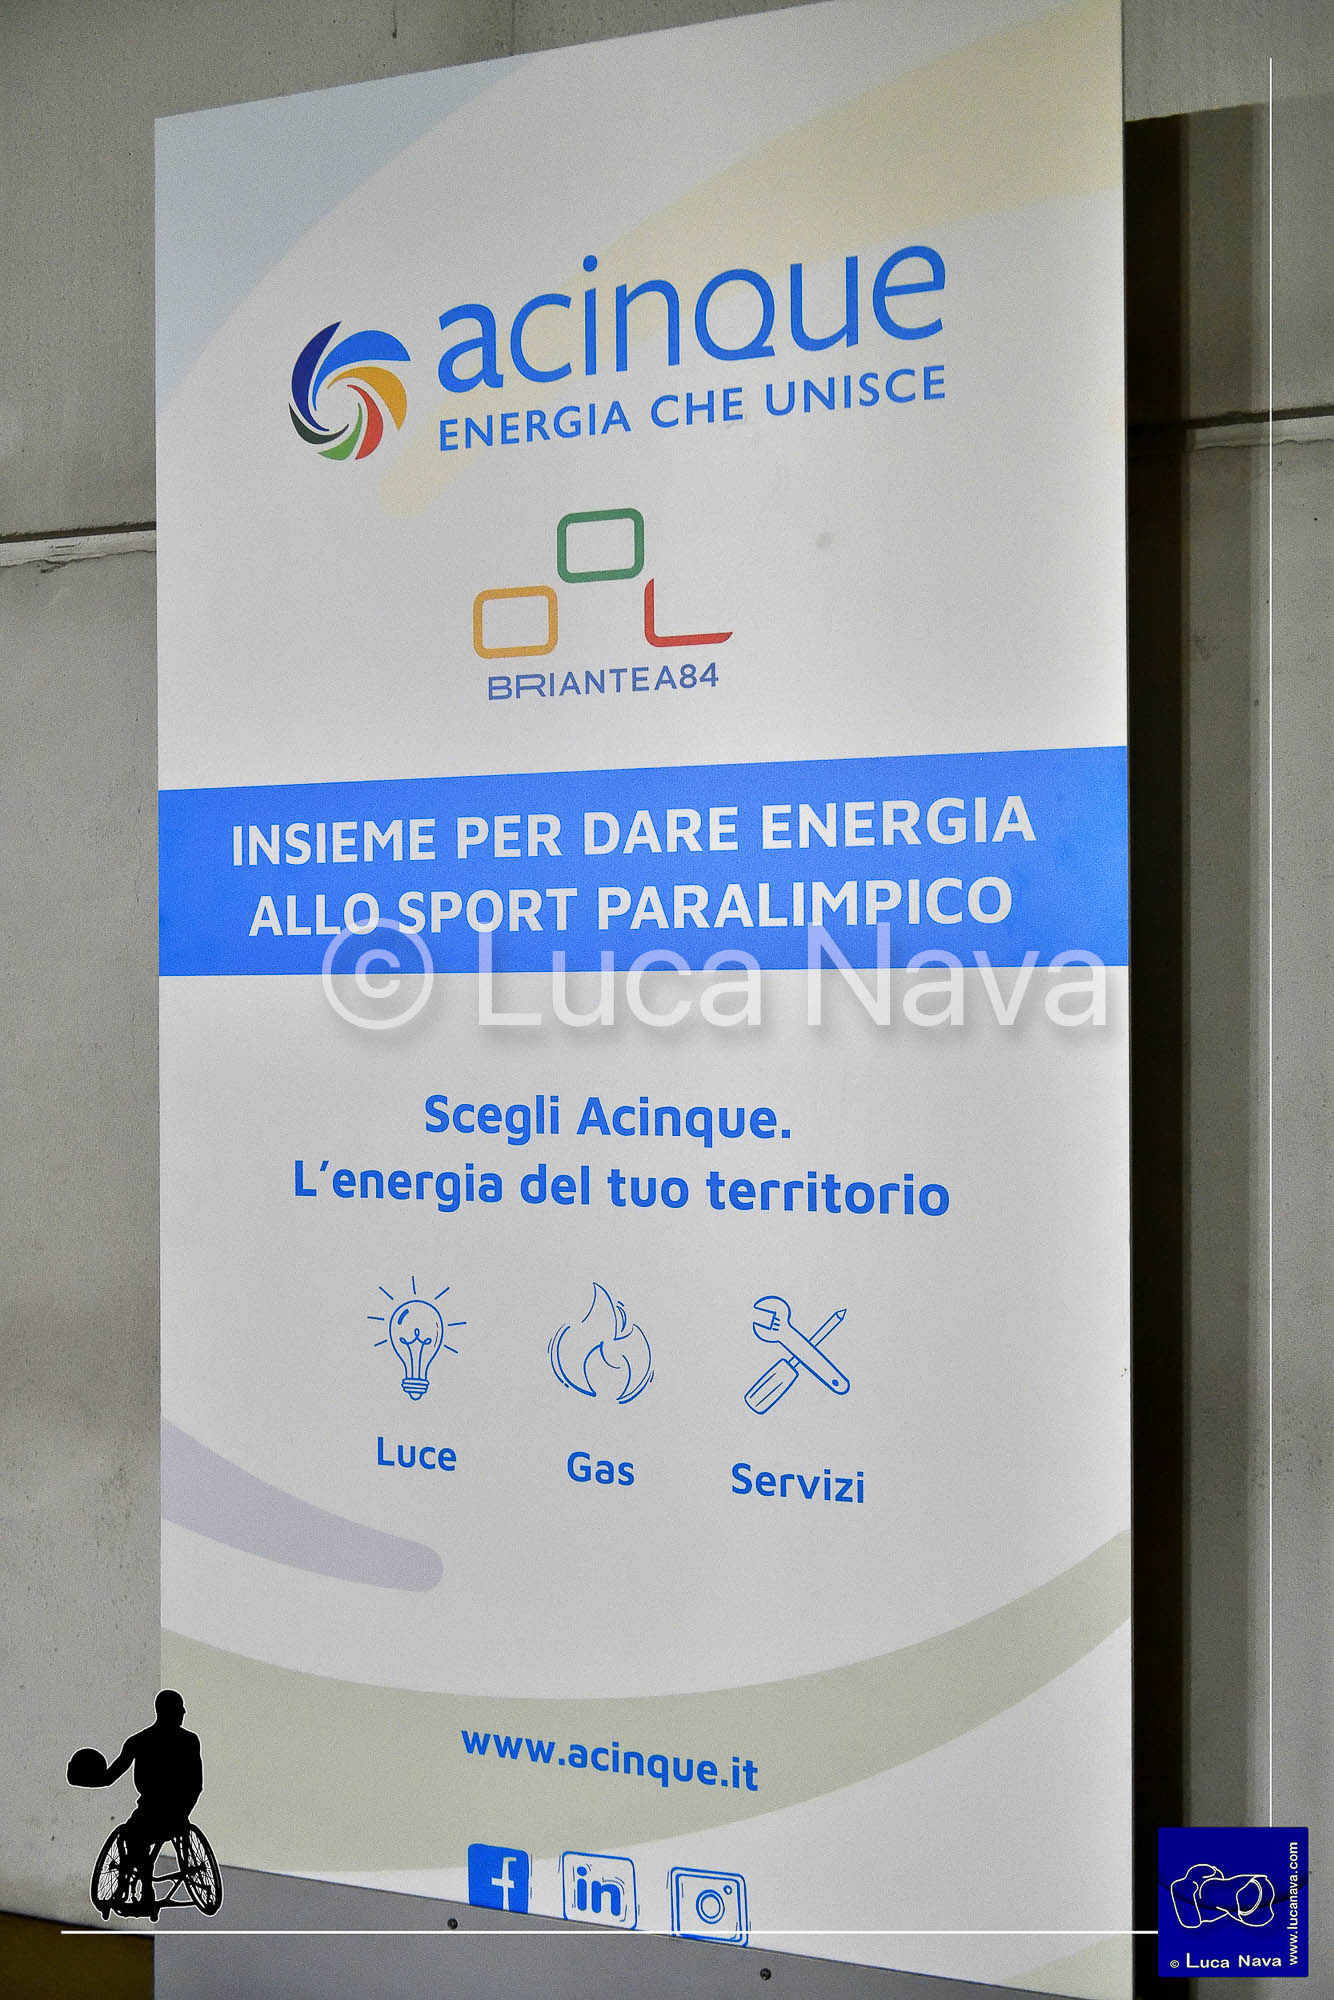 acinque
ENERGIA CHE UNISCE
BRIANTEA84
INSIEME PER DARE ENERGIA
ALLO SPORT PARALIMPICO
© Luca Nava
Scegli Acinque.
L'energia del tuo territorio
Luce
Gas
Servizi
www.acinque.it
f
in
© Luca Nava
www.lucanava.com